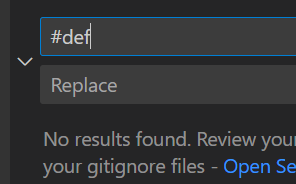 #def
Replace
No results found. Review your
your gitignore files - Open Se